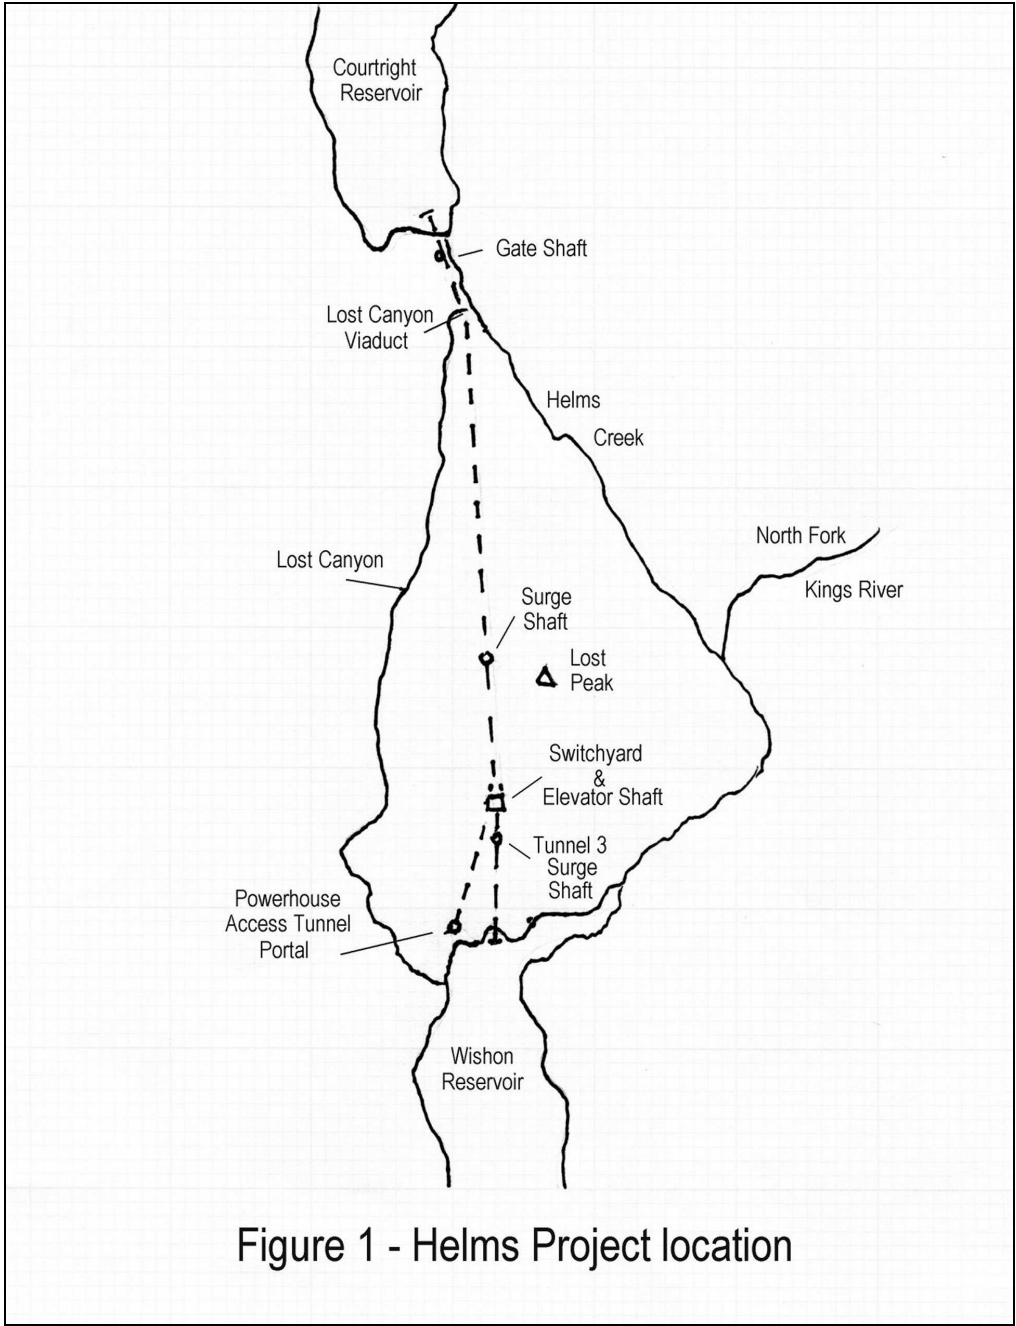 Courtright
Reservoir
Gate Shaft
Lost Canyon
Viaduct
Helms
Creek
North Fork
Kings River
Lost Canyon
Surge
Shaft
Lost
Peak
Switchyard
&
Elevator Shaft
Tunnel 3
Surge
Shaft
Powerhouse
Access Tunnel
Portal
Wishon
Reservoir
Figure 1 - Helms Project location